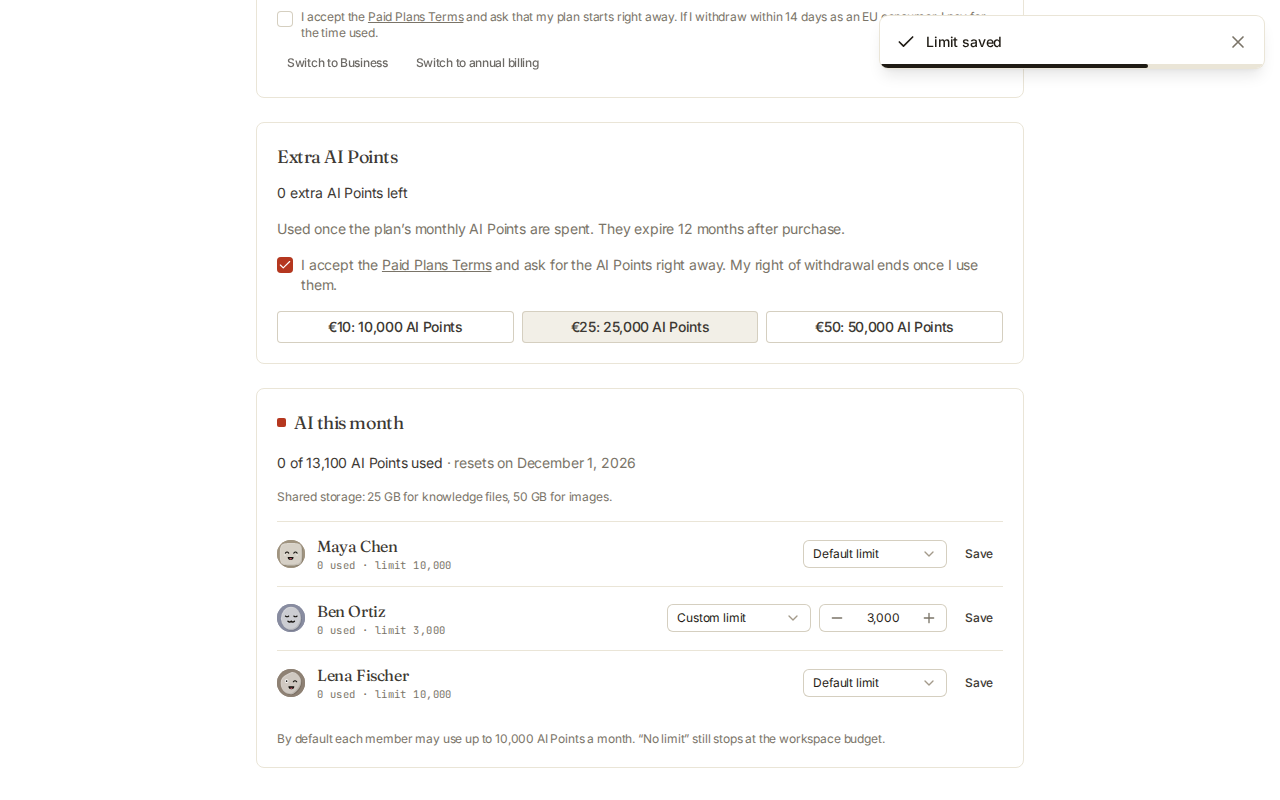 I accept the Paid Plans Terms and ask that my plan starts right away. If I withdraw within 14 days as an EU
the time used.
Limit saved
Switch to Business
Switch to annual billing
Extra AI Points
0 extra AI Points left
Used once the plan’s monthly AI Points are spent. They expire 12 months after purchase.
I accept the Paid Plans Terms and ask for the AI Points right away. My right of withdrawal ends once I use
them.
€10: 10,000 AI Points
€25: 25,000 AI Points
€50: 50,000 AI Points
AI this month
0 of 13,100 AI Points used · resets on December 1, 2026
Shared storage: 25 GB for knowledge files, 50 GB for images.
Maya Chen
0 used · limit 10,000
Default limit
Save
Ben Ortiz
0 used · limit 3,000
Custom limit
3,000
Save
Lena Fischer
0 used · limit 10,000
Default limit
Save
By default each member may use up to 10,000 AI Points a month. “No limit” still stops at the workspace budget.